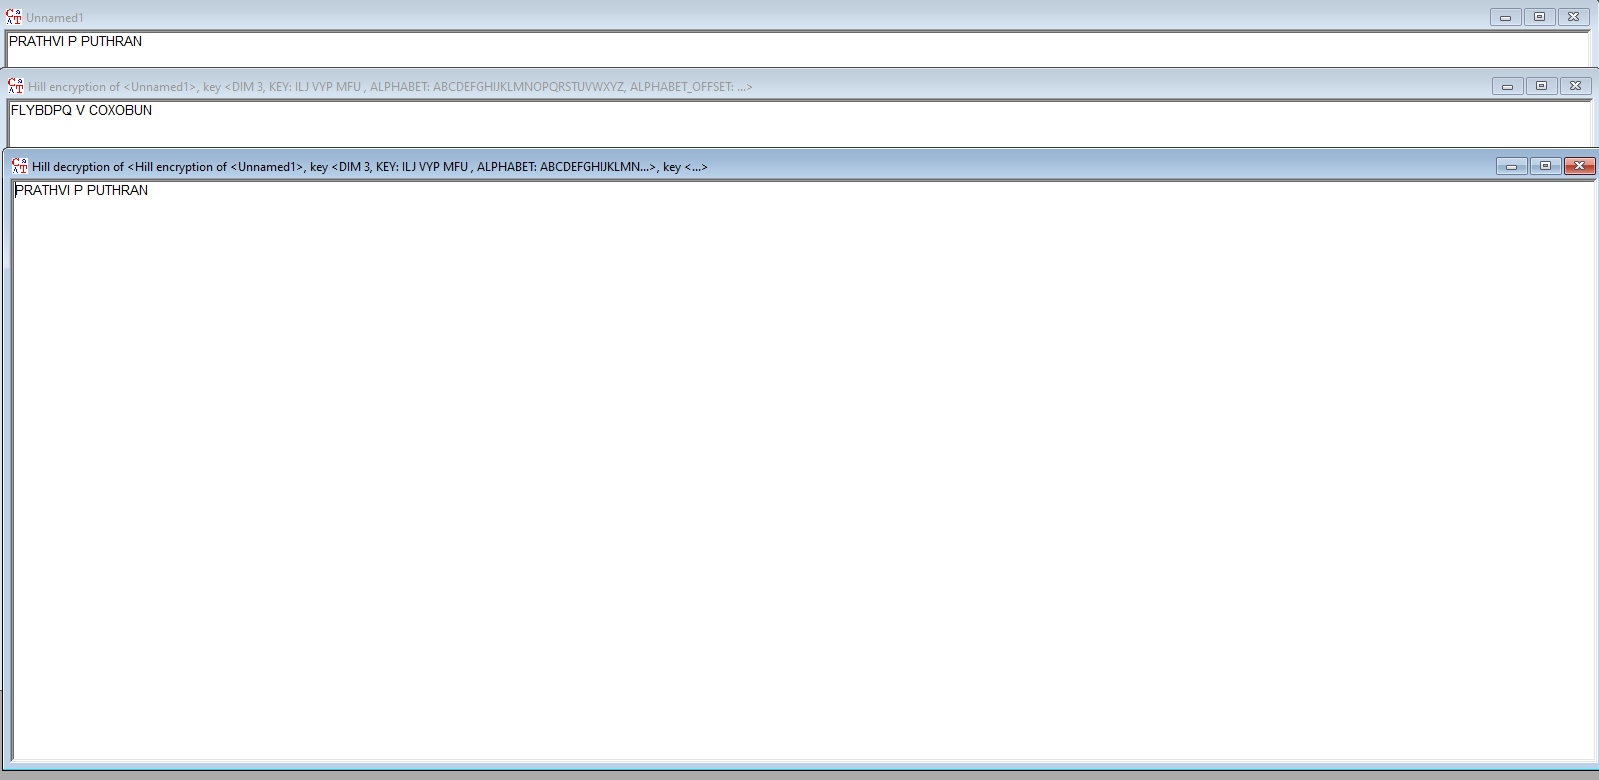 Unnamed1
PRATHVI P PUTHRAN
Hill encryption of <Unnamed1>, key <DIM 3, KEY: ILJ VYP MFU , ALPHABET: ABCDEFGHIJKLMNOPQRSTUVWXYZ, ALPHABET_OFFSET: ...>
FLYBDPQ V COXOBUN
Hill decryption of <Hill encryption of <Unnamed1>, key <DIM 3, KEY: ILJ VYP MFU , ALPHABET: ABCDEFGHIJKLMN...>, key <...>
PRATHVI P PUTHRAN